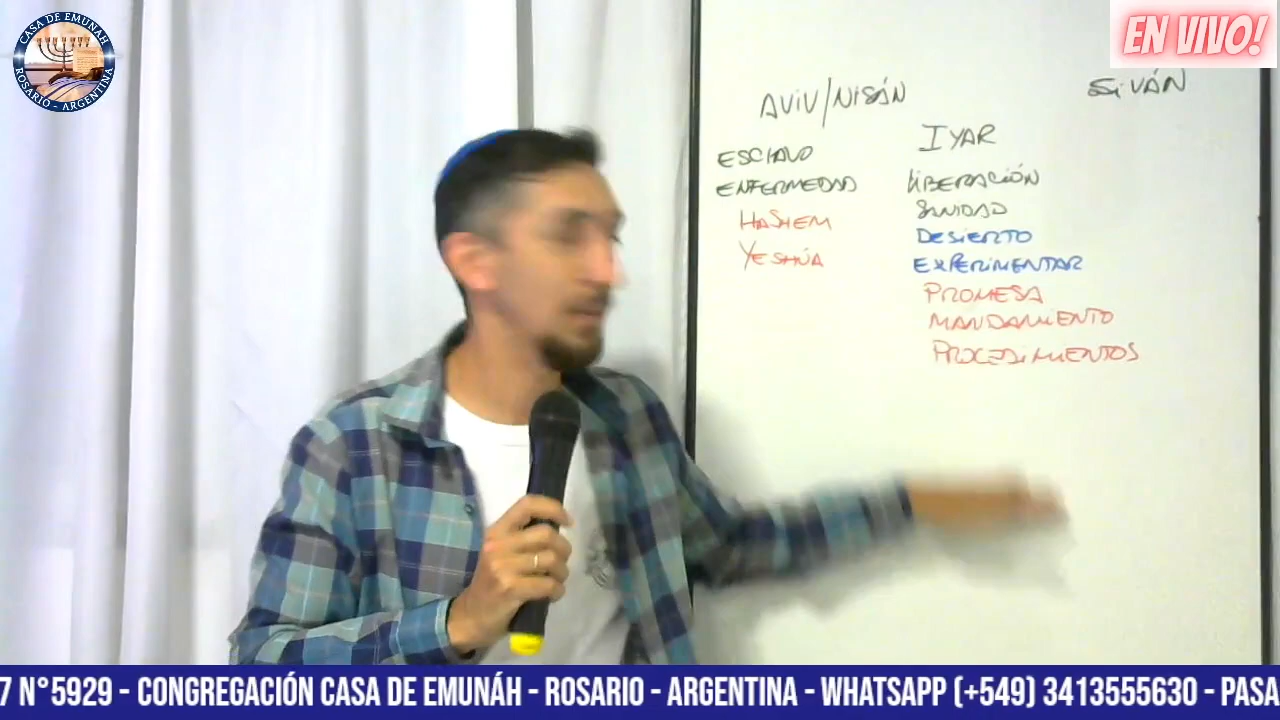 CASA DE EMUNAH
ROSARIO - ARGENTINA
EN VIVO!
AVIV/NISÁN
SIVÁN
IYAR
ESCLAVO
ENFERMEDAD
HASHEM
YESHÚA
LIBERACIÓN
SANIDAD
DESIERTO
EXPERIMENTAR
PROMESA
MANDAMIENTO
PROCEDIMIENTOS
7 N°5929 - CONGREGACIÓN CASA DE EMUNÁH - ROSARIO - ARGENTINA - WHATSAPP (+549) 3413555630 - PASA